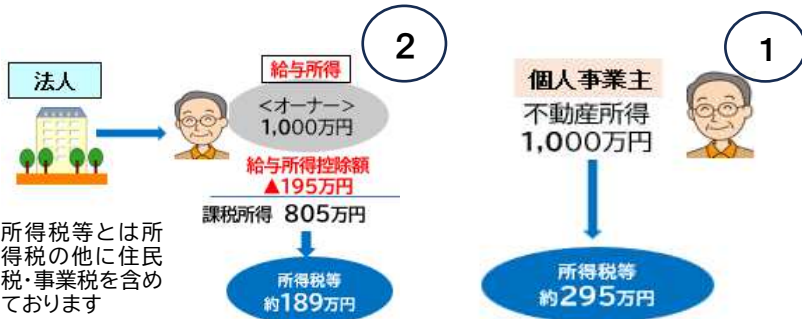 2
法人
給与所得
<オーナー>
1,000万円
給与所得控除額
▲195万円
課税所得 805万円
所得税等
約189万円
所得税等とは所
得税の他に住民
税・事業税を含め
ております
1
個人事業主
不動産所得
1,000万円
所得税等
約295万円